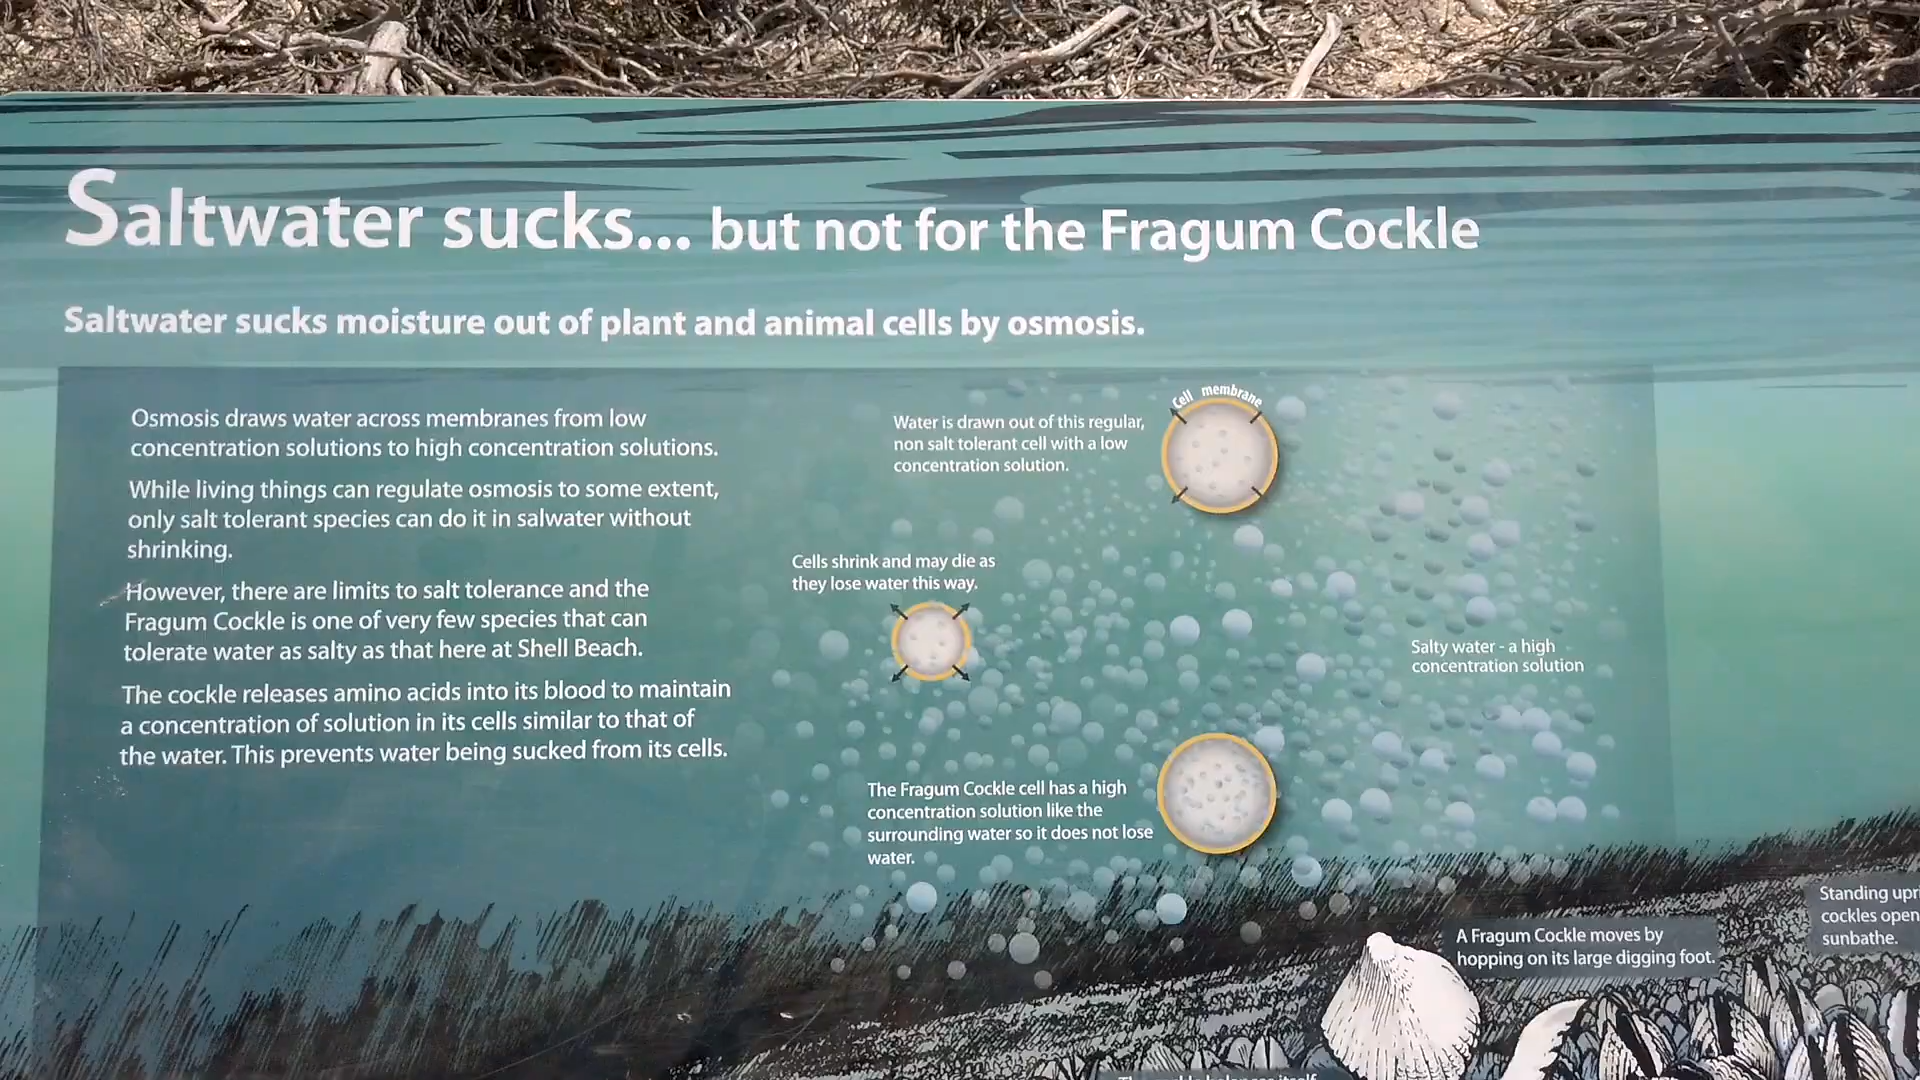 Saltwater sucks... but not for the Fragum Cockle
Saltwater sucks moisture out of plant and animal cells by osmosis.
Osmosis draws water across membranes from low
concentration solutions to high concentration solutions.
While living things can regulate osmosis to some extent,
only salt tolerant species can do it in salwater without
shrinking.
However, there are limits to salt tolerance and the
Fragum Cockle is one of very few species that can
tolerate water as salty as that here at Shell Beach.
The cockle releases amino acids into its blood to maintain
a concentration of solution in its cells similar to that of
the water. This prevents water being sucked from its cells.
Water is drawn out of this regular,
non salt tolerant cell with a low
concentration solution.
Cell membrane
Cells shrink and may die as
they lose water this way.
Salty water - a high
concentration solution
The Fragum Cockle cell has a high
concentration solution like the
surrounding water so it does not lose
water.
A Fragum Cockle moves by
hopping on its large digging foot.
Standing upri
cockles open
sunbathe.